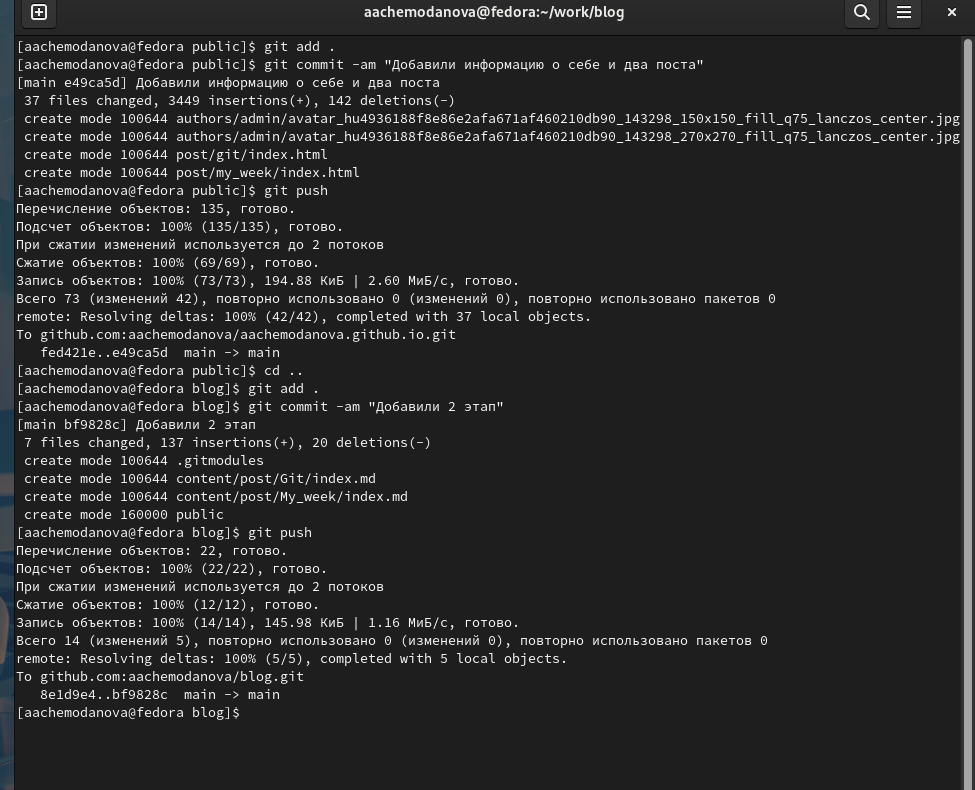 aachemodanova@fedora:~/work/blog
[aachemodanova@fedora public]$ git add .
[aachemodanova@fedora public]$ git commit -am "Добавили информацию о себе и два поста"
[main e49ca5d] Добавили информацию о себе и два поста
 37 files changed, 3449 insertions(+), 142 deletions(-)
 create mode 100644 authors/admin/avatar_hu4936188f8e86e2afa671af460210db90_143298_150x150_fill_q75_lanczos_center.jpg
 create mode 100644 authors/admin/avatar_hu4936188f8e86e2afa671af460210db90_143298_270x270_fill_q75_lanczos_center.jpg
 create mode 100644 post/git/index.html
 create mode 100644 post/my_week/index.html
[aachemodanova@fedora public]$ git push
Перечисление объектов: 135, готово.
Подсчет объектов: 100% (135/135), готово.
При сжатии изменений используется до 2 потоков
Сжатие объектов: 100% (69/69), готово.
Запись объектов: 100% (73/73), 194.88 КиБ | 2.60 МиБ/с, готово.
Всего 73 (изменений 42), повторно использовано 0 (изменений 0), повторно использовано пакетов 0
remote: Resolving deltas: 100% (42/42), completed with 37 local objects.
To github.com:aachemodanova/aachemodanova.github.io.git
   fed421e..e49ca5d  main -> main
[aachemodanova@fedora public]$ cd ..
[aachemodanova@fedora blog]$ git add .
[aachemodanova@fedora blog]$ git commit -am "Добавили 2 этап"
[main bf9828c] Добавили 2 этап
 7 files changed, 137 insertions(+), 20 deletions(-)
 create mode 100644 .gitmodules
 create mode 100644 content/post/Git/index.md
 create mode 100644 content/post/My_week/index.md
 create mode 160000 public
[aachemodanova@fedora blog]$ git push
Перечисление объектов: 22, готово.
Подсчет объектов: 100% (22/22), готово.
При сжатии изменений используется до 2 потоков
Сжатие объектов: 100% (12/12), готово.
Запись объектов: 100% (14/14), 145.98 КиБ | 1.16 МиБ/с, готово.
Всего 14 (изменений 5), повторно использовано 0 (изменений 0), повторно использовано пакетов 0
remote: Resolving deltas: 100% (5/5), completed with 5 local objects.
To github.com:aachemodanova/blog.git
   8e1d9e4..bf9828c  main -> main
[aachemodanova@fedora blog]$